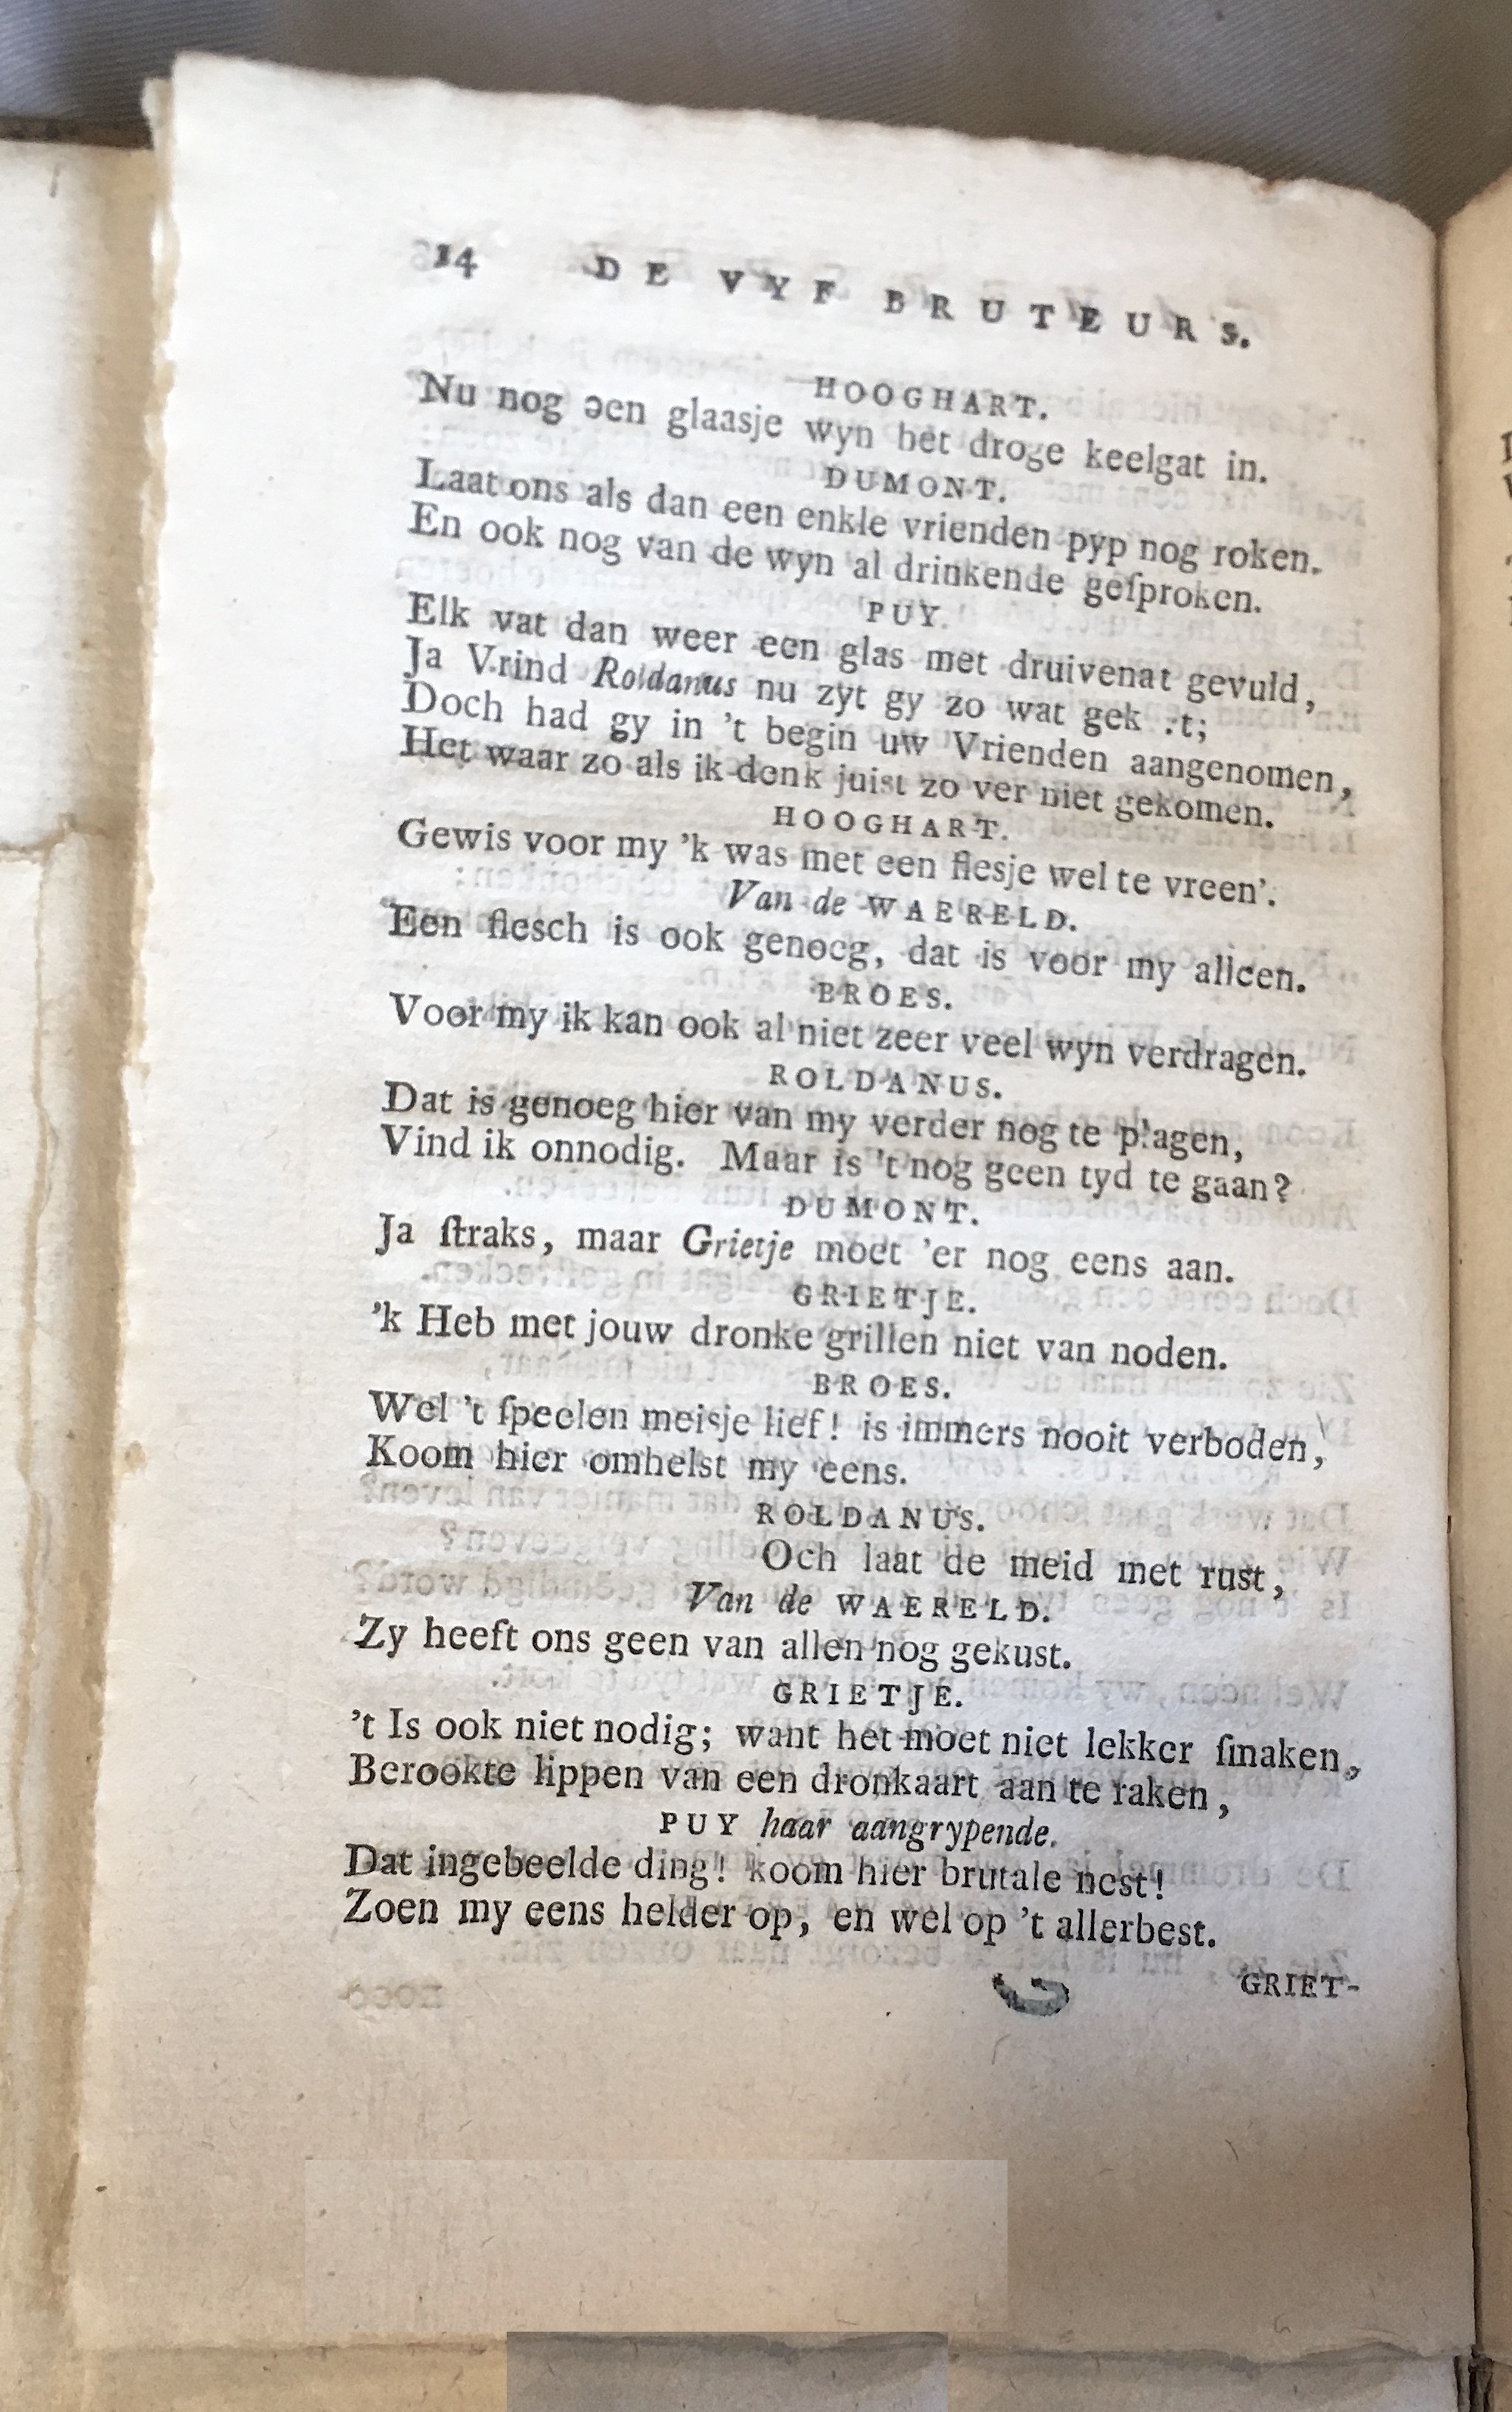 14 DE VYF BRUTEURS.
HOOGHART.
Nu nog een glaasje wyn het droge keelgat in.
DUMONT.
Laat ons als dan een enkle vrienden pyp nog roken.
En ook nog van de wyn al drinkende geſproken.
PUY.
Elk vat dan weer een glas met druivenat gevuld,
Ja Vrind Roldanus nu zyt gy zo wat gek :t;
Doch had gy in 't begin uw Vrienden aangenomen,
Het waar zo als ik denk juist zo ver niet gekomen.
HOOGHART.
Gewis voor my 'k was met een flesje wel te vreen'.
Van de WAERELD.
Een flesch is ook genoeg, dat is voor my alleen.
BROES.
Voor my ik kan ook al niet zeer veel wyn verdragen.
ROLDANUS.
Dat is genoeg hier van my verder nog te plagen,
Vind ik onnodig. Maar is 't nog geen tyd te gaan?
DUMONT.
Ja ſtraks, maar Grietje moet 'er nog eens aan.
GRIETJE.
'k Heb met jouw dronke grillen niet van noden.
BROES.
Wel 't ſpeelen meisje lief! is immers nooit verboden,
Koom hier omhelst my eens.
ROLDANUS.
Och laat de meid met rust,
Van de WAERELD.
Zy heeft ons geen van allen nog gekust.
GRIETJE.
't Is ook niet nodig; want het moet niet lekker ſmaken,
Berookte lippen van een dronkaart aan te raken,
PUY haar aangrypende.
Dat ingebeelde ding! koom hier brutale nest!
Zoen my eens helder op, en wel op 't allerbest.
GRIET-